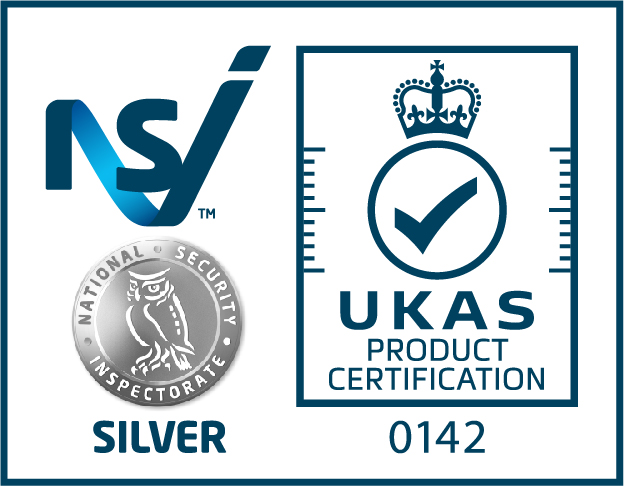 nsi
TM
NATIONAL SECURITY
INSPECTORATE
SILVER
UKAS
PRODUCT
CERTIFICATION
0142